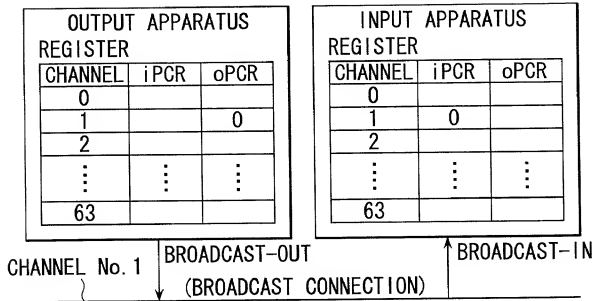 OUTPUT APPARATUS
REGISTER
CHANNEL iPCR oPCR
0
1 0
2
⋮ ⋮ ⋮
63
INPUT APPARATUS
REGISTER
CHANNEL iPCR oPCR
0
1 0
2
⋮ ⋮ ⋮
63
CHANNEL No. 1
BROADCAST-OUT
(BROADCAST CONNECTION)
BROADCAST-IN